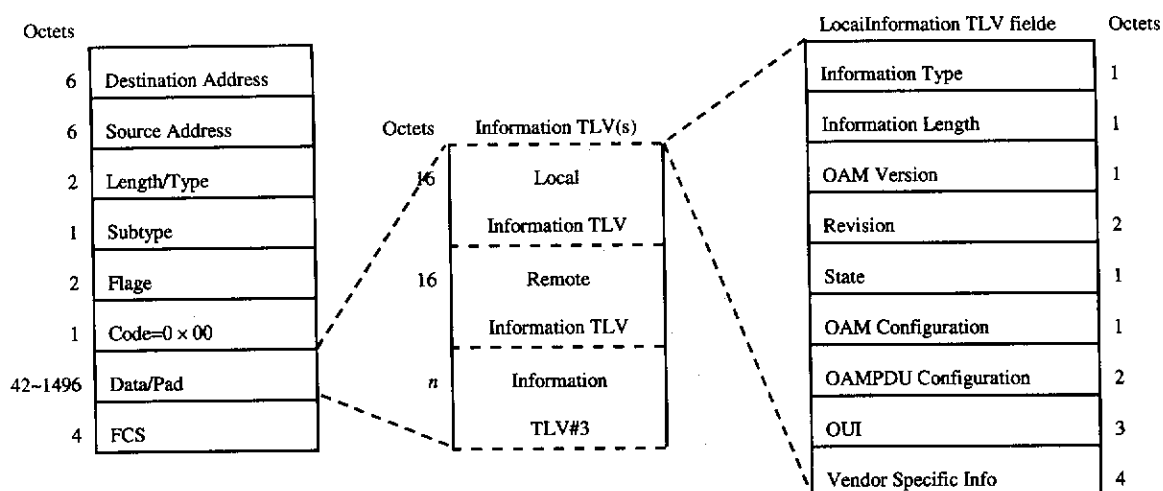 Octets
6 Destination Address
6 Source Address
2 Length/Type
1 Subtype
2 Flage
1 Code=0 × 00
42~1496 Data/Pad
4 FCS
Octets Information TLV(s)
16 Local
Information TLV
16 Remote
Information TLV
n Information
TLV#3
LocaiInformation TLV fielde Octets
Information Type 1
Information Length 1
OAM Version 1
Revision 2
State 1
OAM Configuration 1
OAMPDU Configuration 2
OUI 3
Vendor Specific Info 4